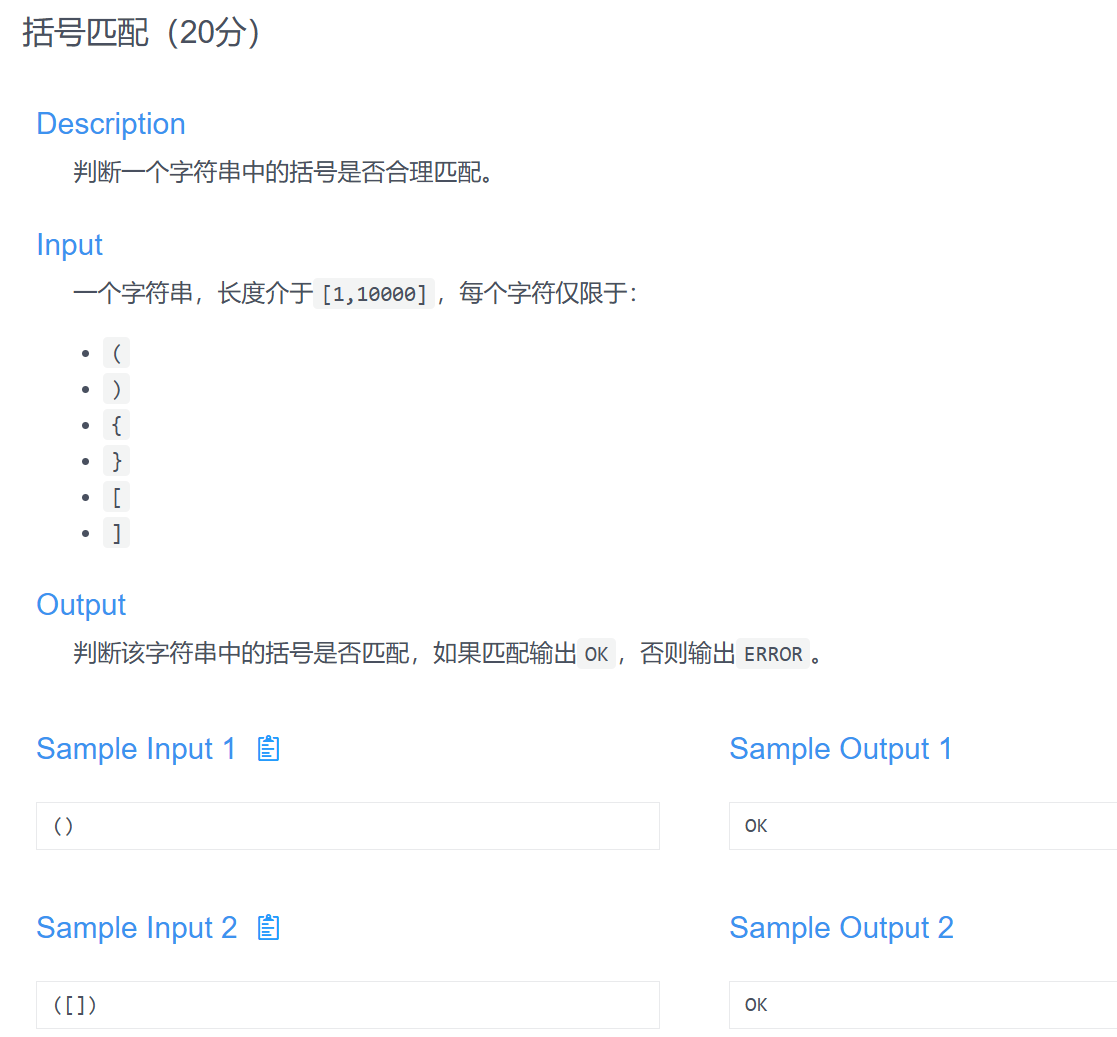 括号匹配（20分）
Description
判断一个字符串中的括号是否合理匹配。
Input
一个字符串，长度介于[1,10000]，每个字符仅限于：
(
)
{
}
[
]
Output
判断该字符串中的括号是否匹配，如果匹配输出OK，否则输出ERROR。
Sample Input 1
Sample Output 1
()
OK
Sample Input 2
Sample Output 2
([])
OK